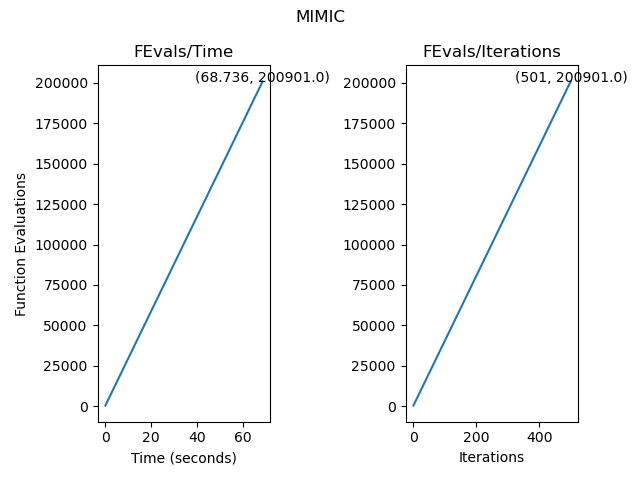 MIMIC
FEvals/Time
(68.736, 200901.0)
200000
175000
150000
125000
100000
75000
50000
25000
0
Function Evaluations
0 20 40 60
Time (seconds)
FEvals/Iterations
(501, 200901.0)
200000
175000
150000
125000
100000
75000
50000
25000
0
0 200 400
Iterations